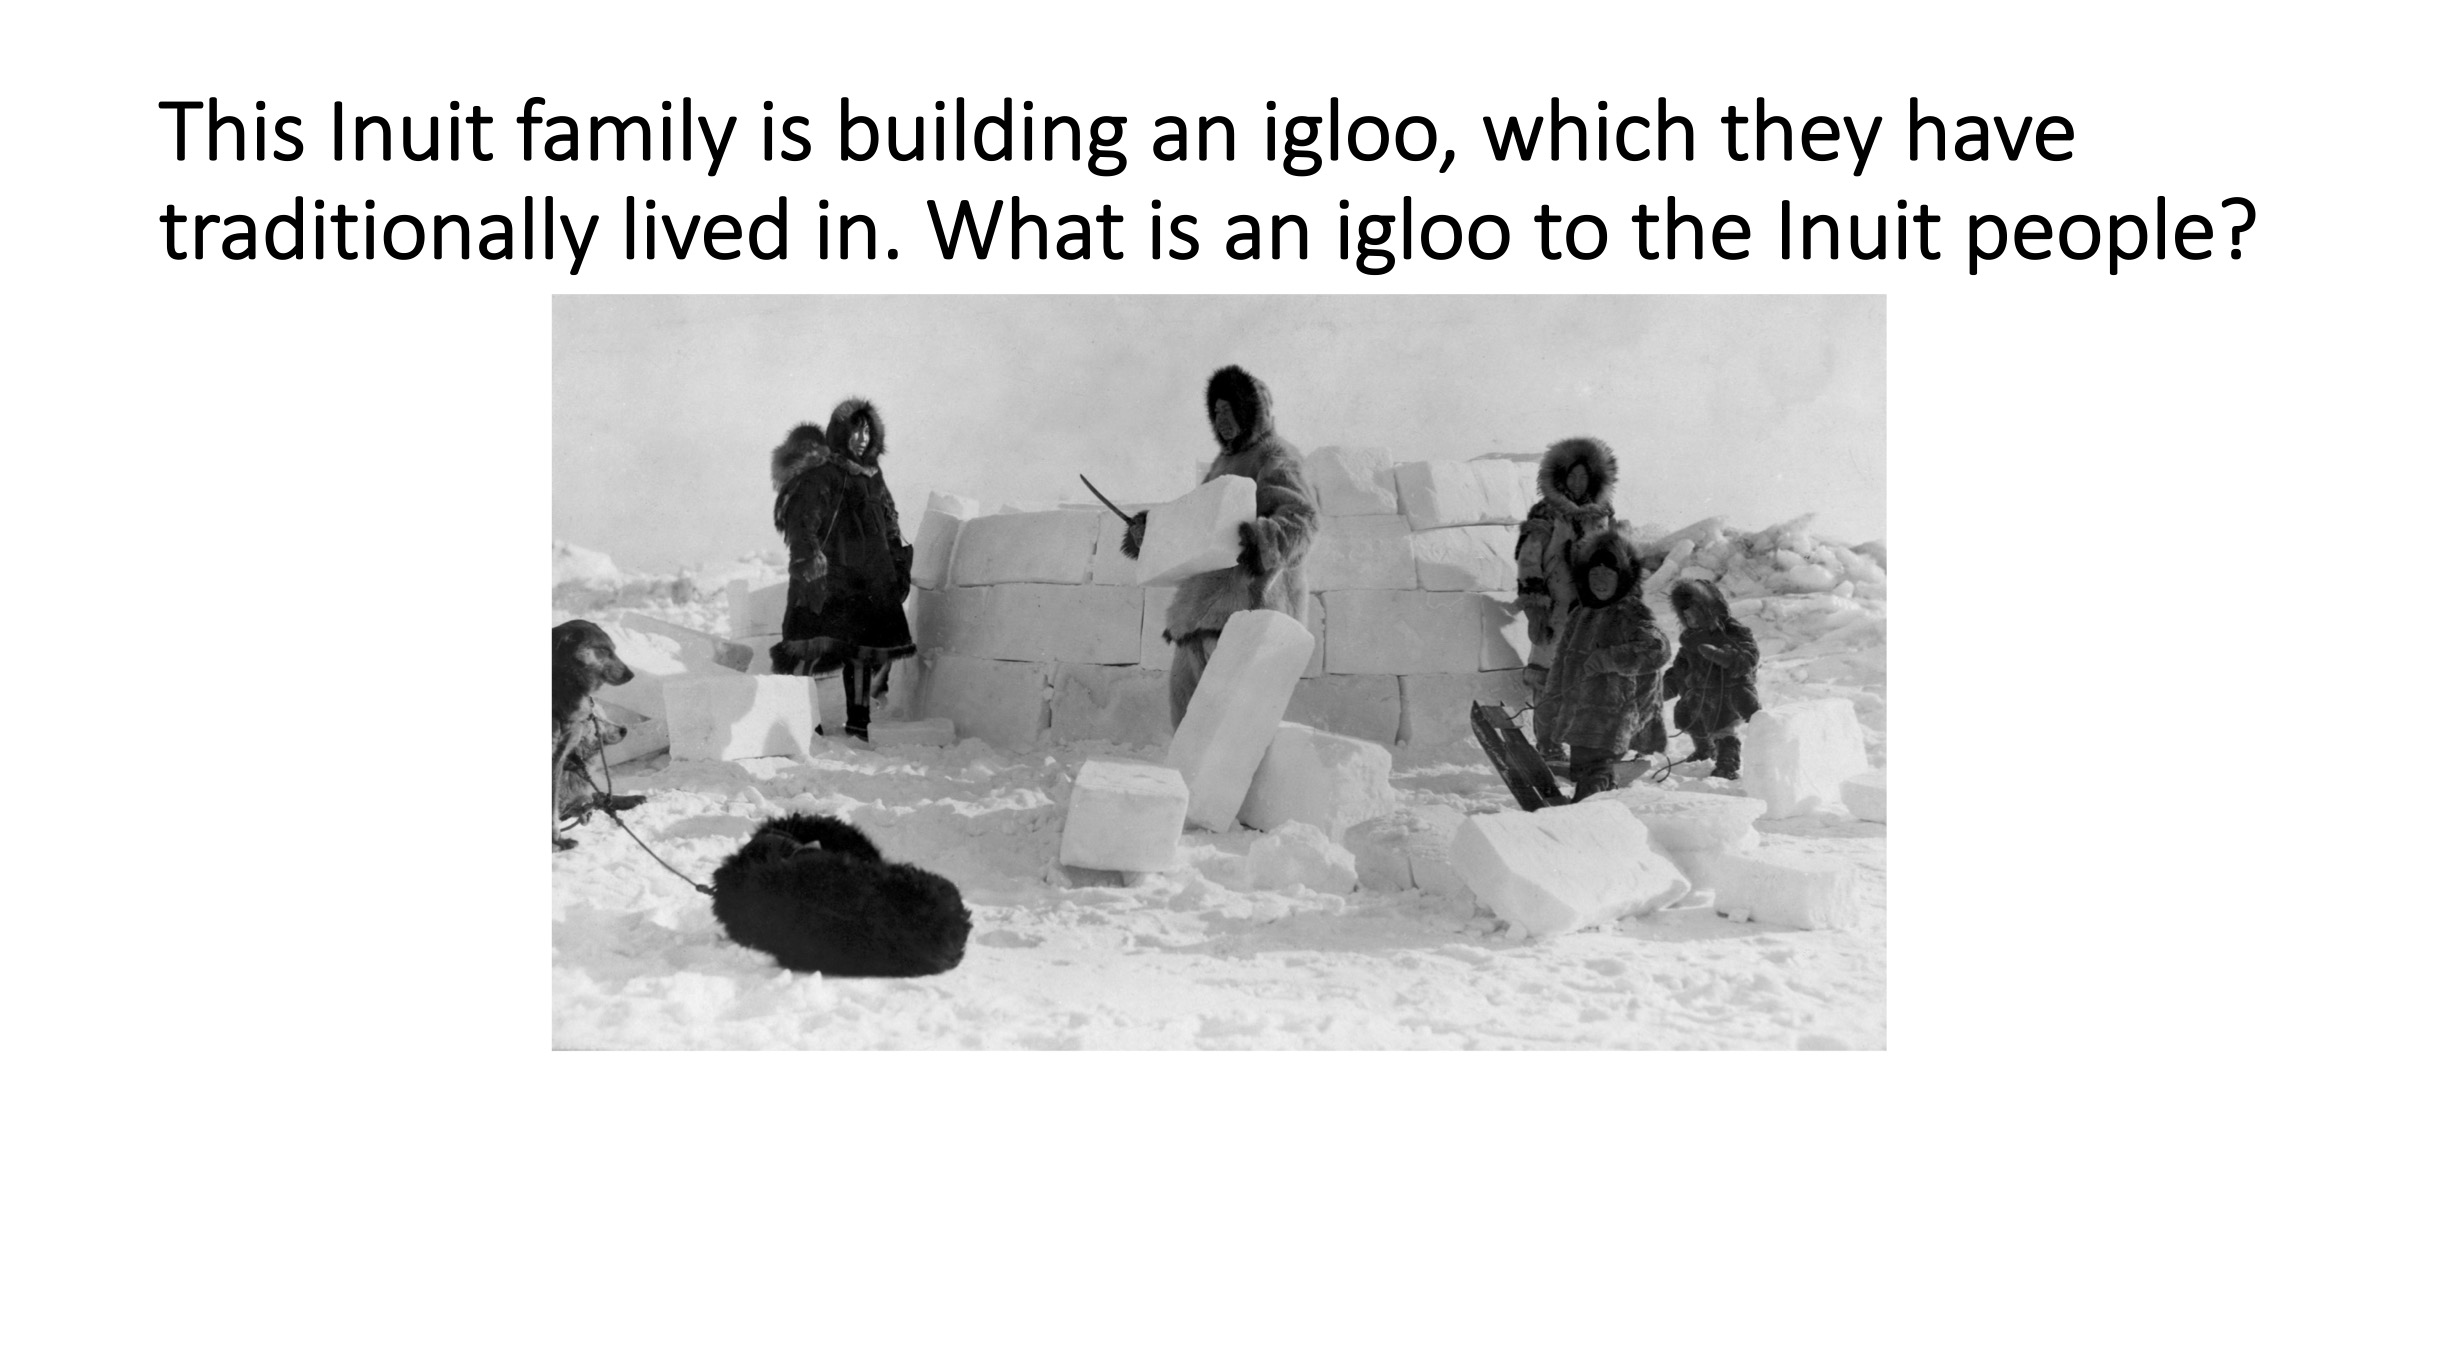 This Inuit family is building an igloo, which they have
traditionally lived in. What is an igloo to the Inuit people?